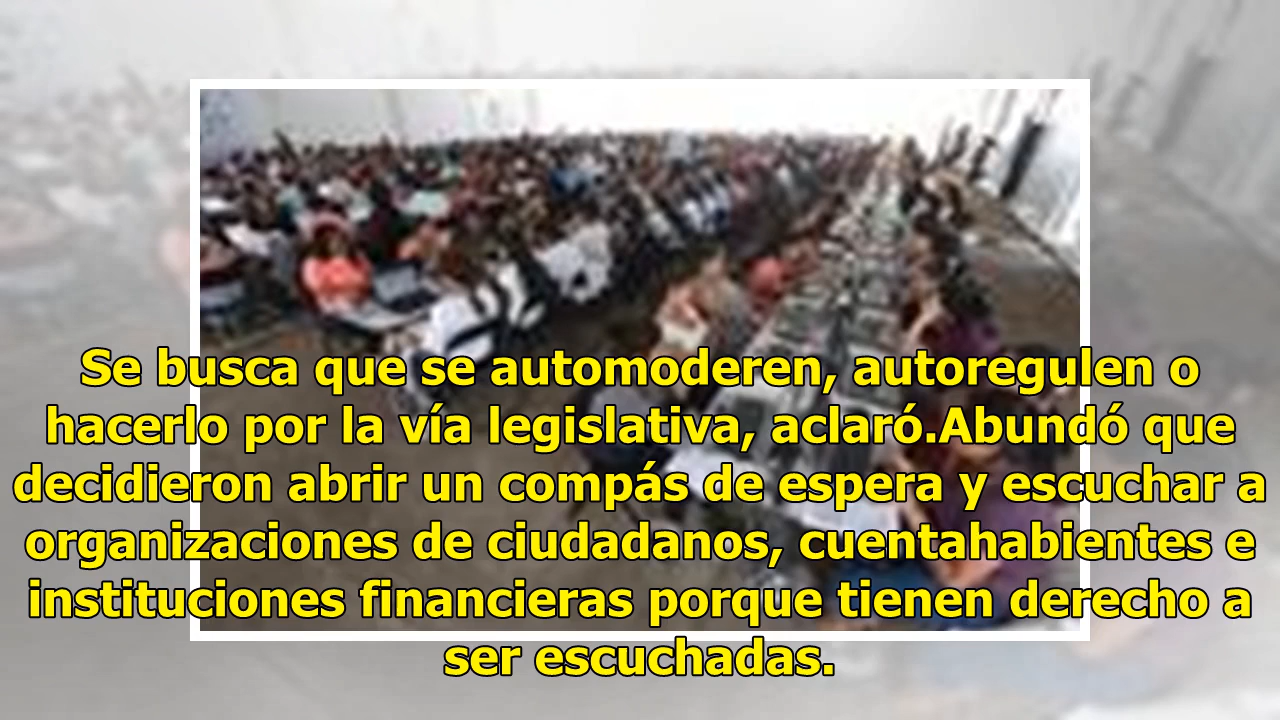 Se busca que se automoderen, autoregulen o
hacerlo por la vía legislativa, aclaró.Abundó que
decidieron abrir un compás de espera y escuchar a
organizaciones de ciudadanos, cuentahabientes e
instituciones financieras porque tienen derecho a
ser escuchadas.